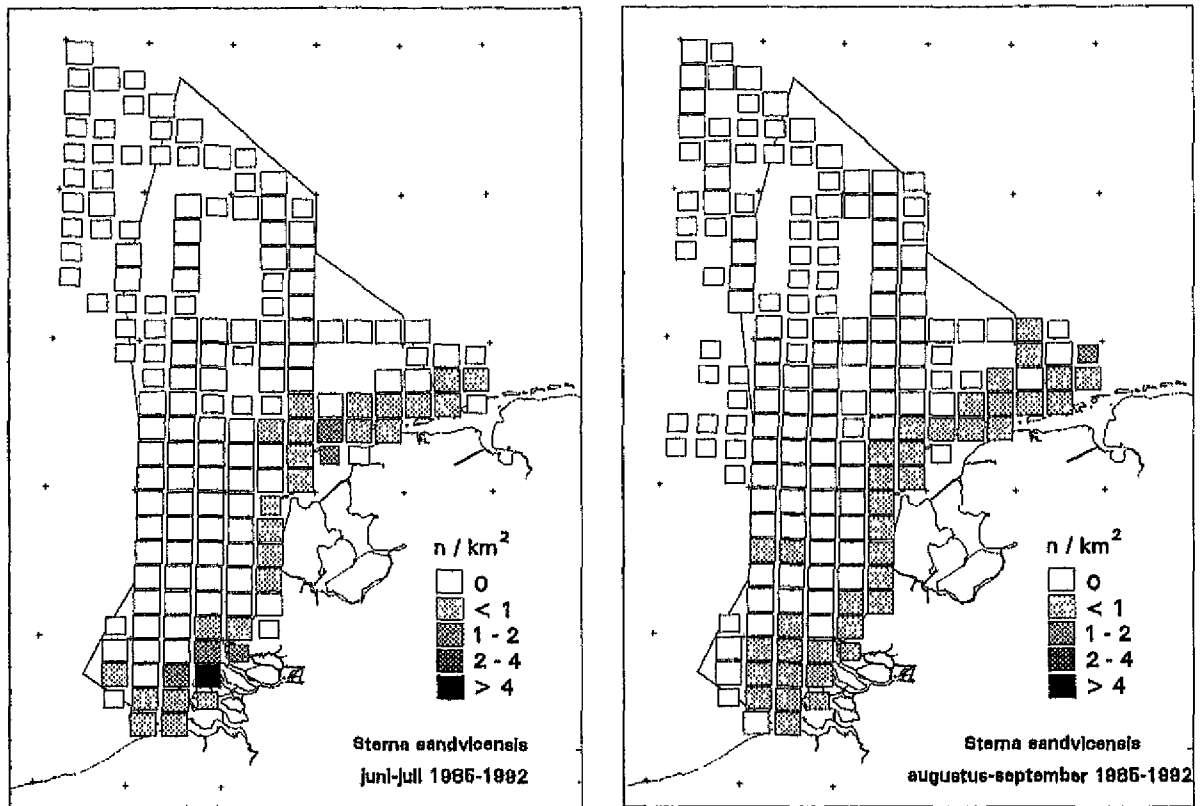 n / km²
0
< 1
1 - 2
2 - 4
> 4
Sterna sandvicensis
juni-juli 1985-1992
n / km²
0
< 1
1 - 2
2 - 4
> 4
Sterna sandvicensis
augustus-september 1985-1992